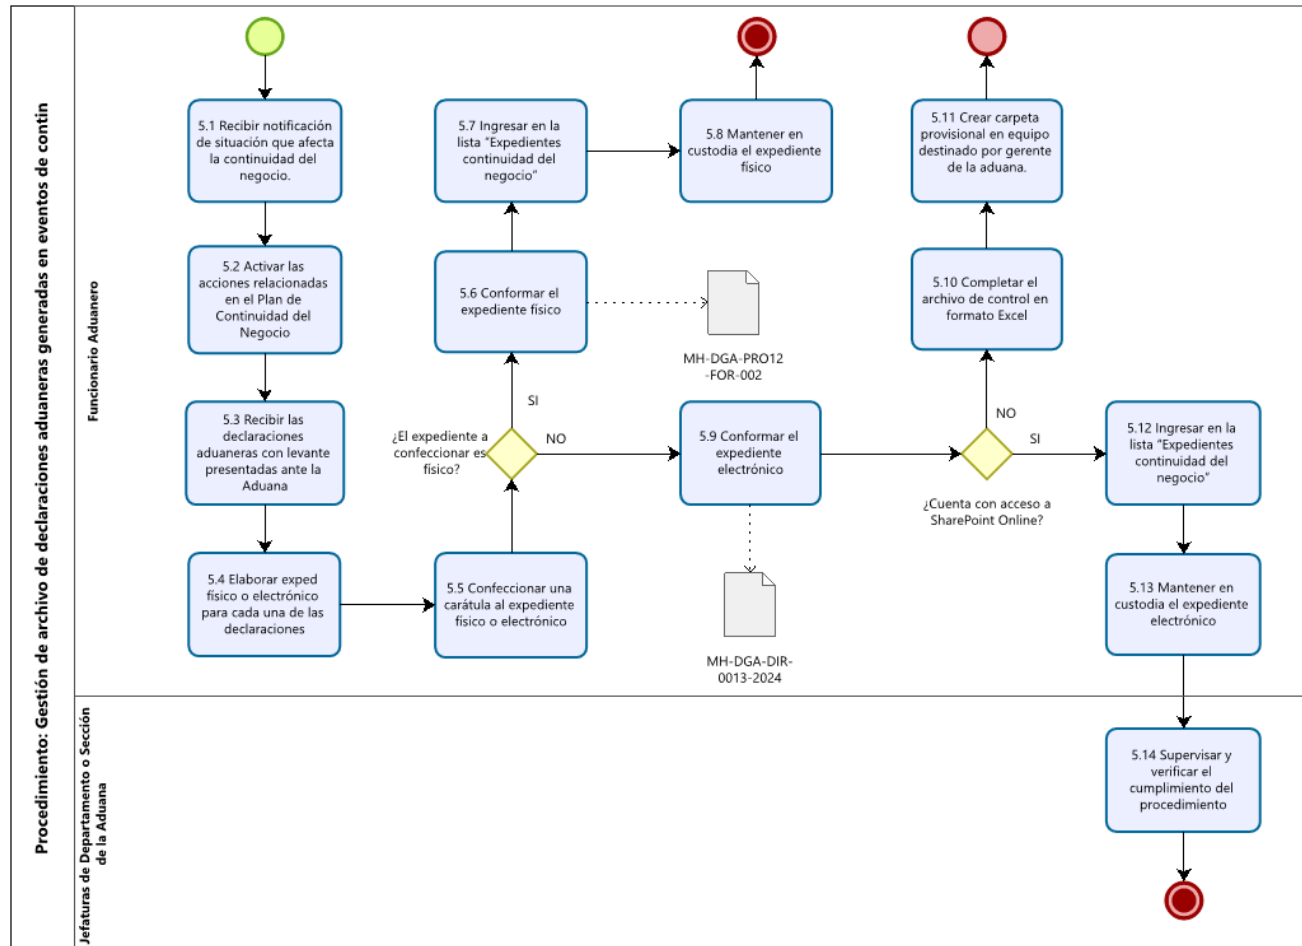 Procedimiento: Gestión de archivo de declaraciones aduaneras generadas en eventos de contin
Funcionario Aduanero
5.1 Recibir notificación
de situación que afecta
la continuidad del
negocio.
5.2 Activar las
acciones relacionadas
en el Plan de
Continuidad del
Negocio
5.3 Recibir las
declaraciones
aduaneras con levante
presentadas ante la
Aduana
5.4 Elaborar exped
físico o electrónico
para cada una de las
declaraciones
5.5 Confeccionar una
carátula al expediente
físico o electrónico
¿El expediente a
confeccionar es
físico?
SI
NO
5.6 Conformar el
expediente físico
MH-DGA-PRO12
-FOR-002
5.7 Ingresar en la
lista “Expedientes
continuidad del
negocio”
5.8 Mantener en
custodia el expediente
físico
5.9 Conformar el
expediente
electrónico
MH-DGA-DIR-
0013-2024
¿Cuenta con acceso a
SharePoint Online?
NO
SI
5.10 Completar el
archivo de control en
formato Excel
5.11 Crear carpeta
provisional en equipo
destinado por gerente
de la aduana.
5.12 Ingresar en la
lista “Expedientes
continuidad del
negocio”
5.13 Mantener en
custodia el expediente
electrónico
Jefaturas de Departamento o Sección
de la Aduana
5.14 Supervisar y
verificar el
cumplimiento del
procedimiento